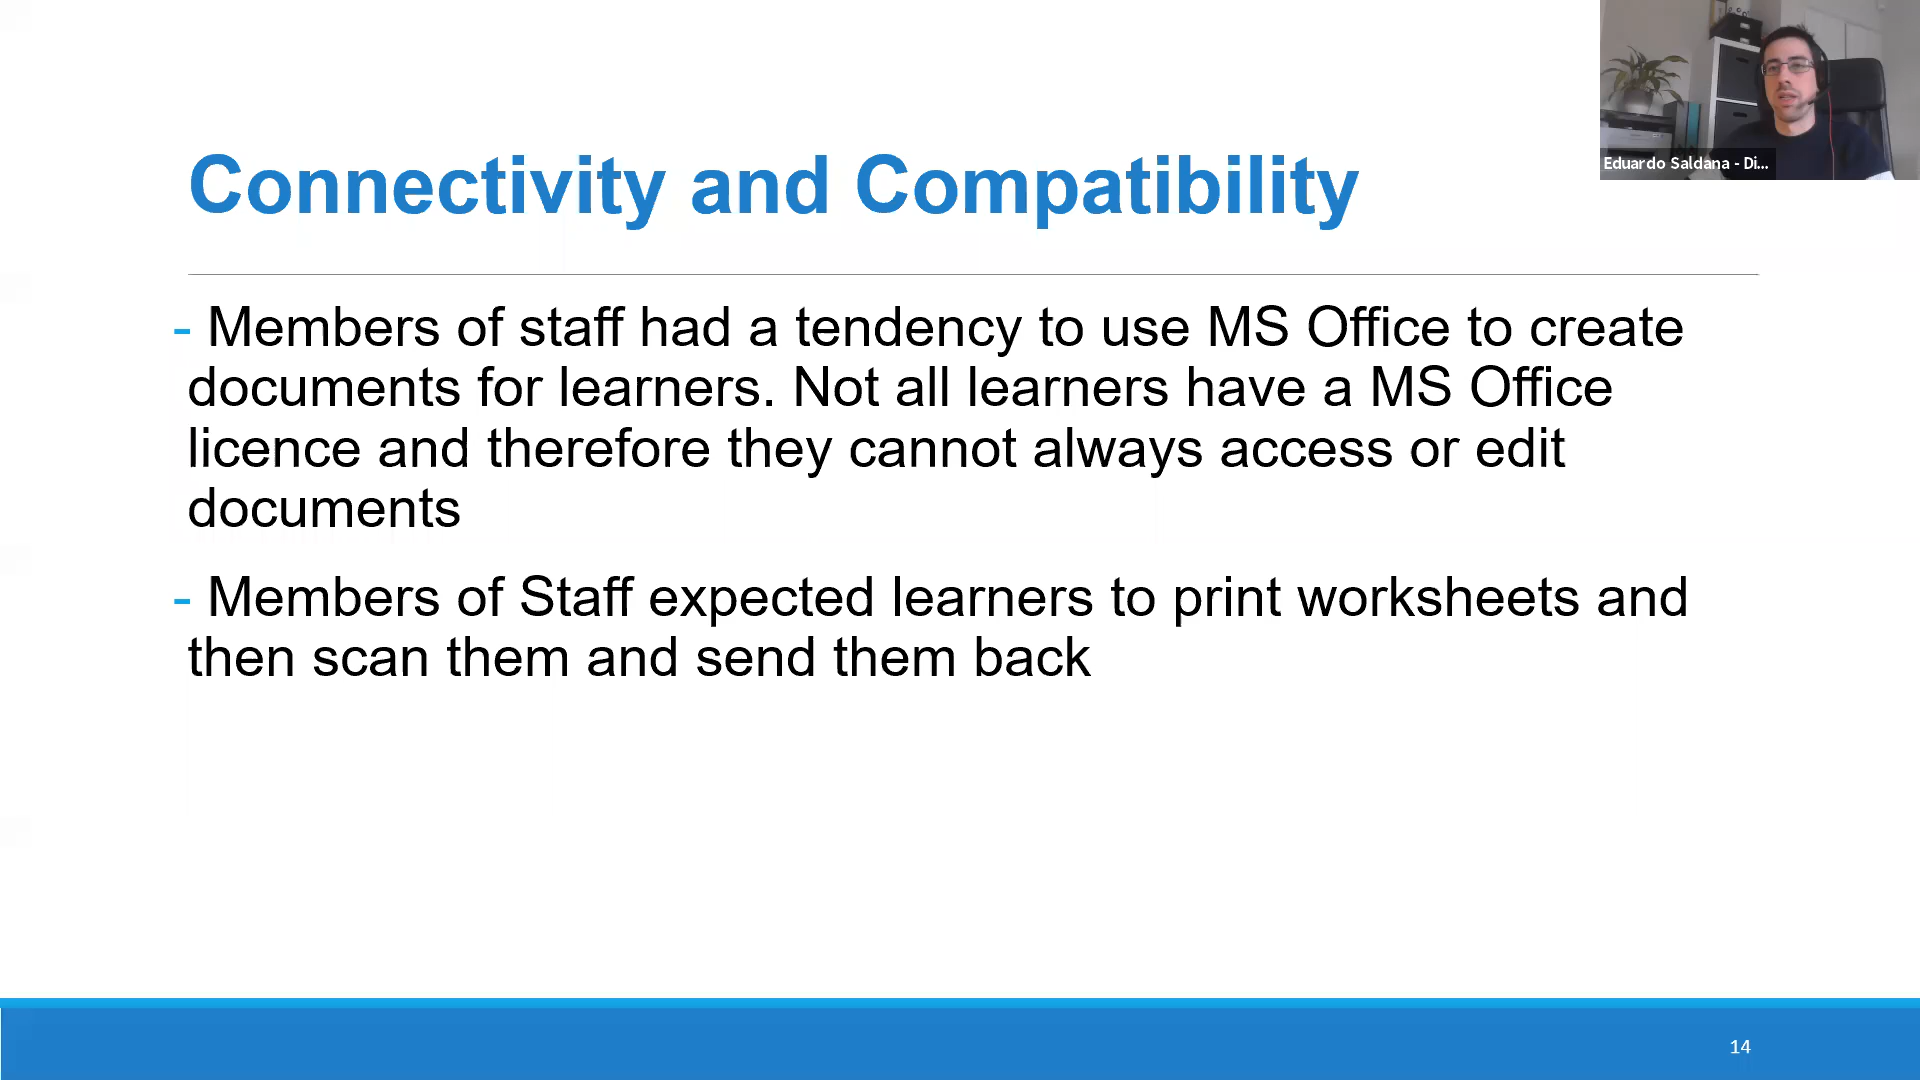 Eduardo Saldana - Di...
Connectivity and Compatibility
- Members of staff had a tendency to use MS Office to create
documents for learners. Not all learners have a MS Office
licence and therefore they cannot always access or edit
documents
- Members of Staff expected learners to print worksheets and
then scan them and send them back
14